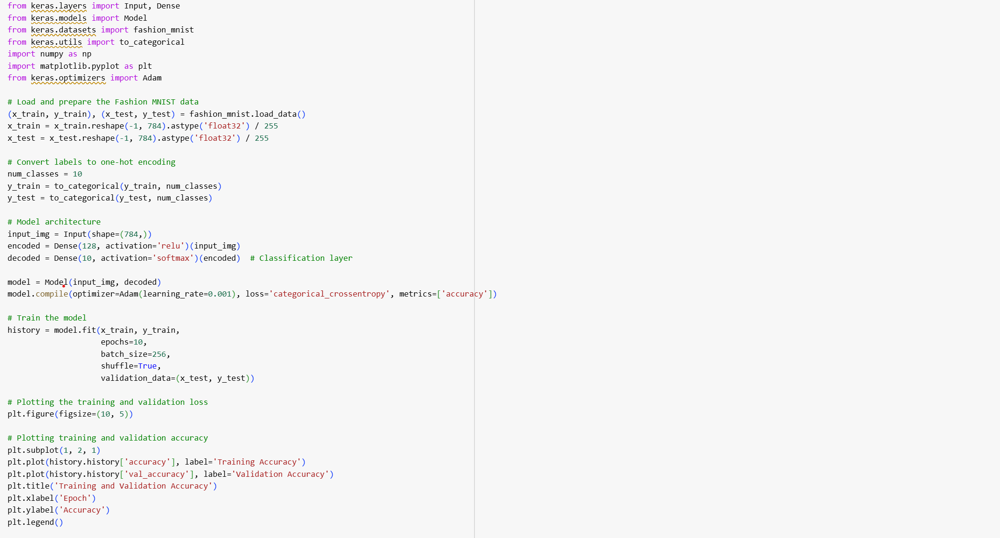 from keras.layers import Input, Dense
from keras.models import Model
from keras.datasets import fashion_mnist
from keras.utils import to_categorical
import numpy as np
import matplotlib.pyplot as plt
from keras.optimizers import Adam
# Load and prepare the Fashion MNIST data
(x_train, y_train), (x_test, y_test) = fashion_mnist.load_data()
x_train = x_train.reshape(-1, 784).astype('float32') / 255
x_test = x_test.reshape(-1, 784).astype('float32') / 255
# Convert labels to one-hot encoding
num_classes = 10
y_train = to_categorical(y_train, num_classes)
y_test = to_categorical(y_test, num_classes)
# Model architecture
input_img = Input(shape=(784,))
encoded = Dense(128, activation='relu')(input_img)
decoded = Dense(10, activation='softmax')(encoded)  # Classification layer
model = Model(input_img, decoded)
model.compile(optimizer=Adam(learning_rate=0.001), loss='categorical_crossentropy', metrics=['accuracy'])
# Train the model
history = model.fit(x_train, y_train,
                    epochs=10,
                    batch_size=256,
                    shuffle=True,
                    validation_data=(x_test, y_test))
# Plotting the training and validation loss
plt.figure(figsize=(10, 5))
# Plotting training and validation accuracy
plt.subplot(1, 2, 1)
plt.plot(history.history['accuracy'], label='Training Accuracy')
plt.plot(history.history['val_accuracy'], label='Validation Accuracy')
plt.title('Training and Validation Accuracy')
plt.xlabel('Epoch')
plt.ylabel('Accuracy')
plt.legend()